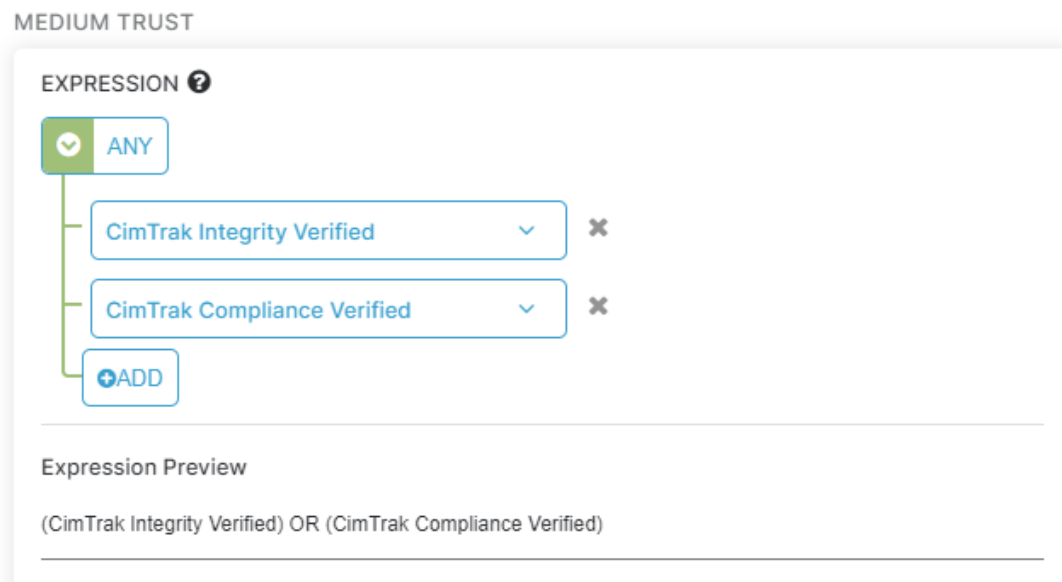 MEDIUM TRUST
EXPRESSION ?
ANY
CimTrak Integrity Verified
CimTrak Compliance Verified
ADD
Expression Preview
(CimTrak Integrity Verified) OR (CimTrak Compliance Verified)